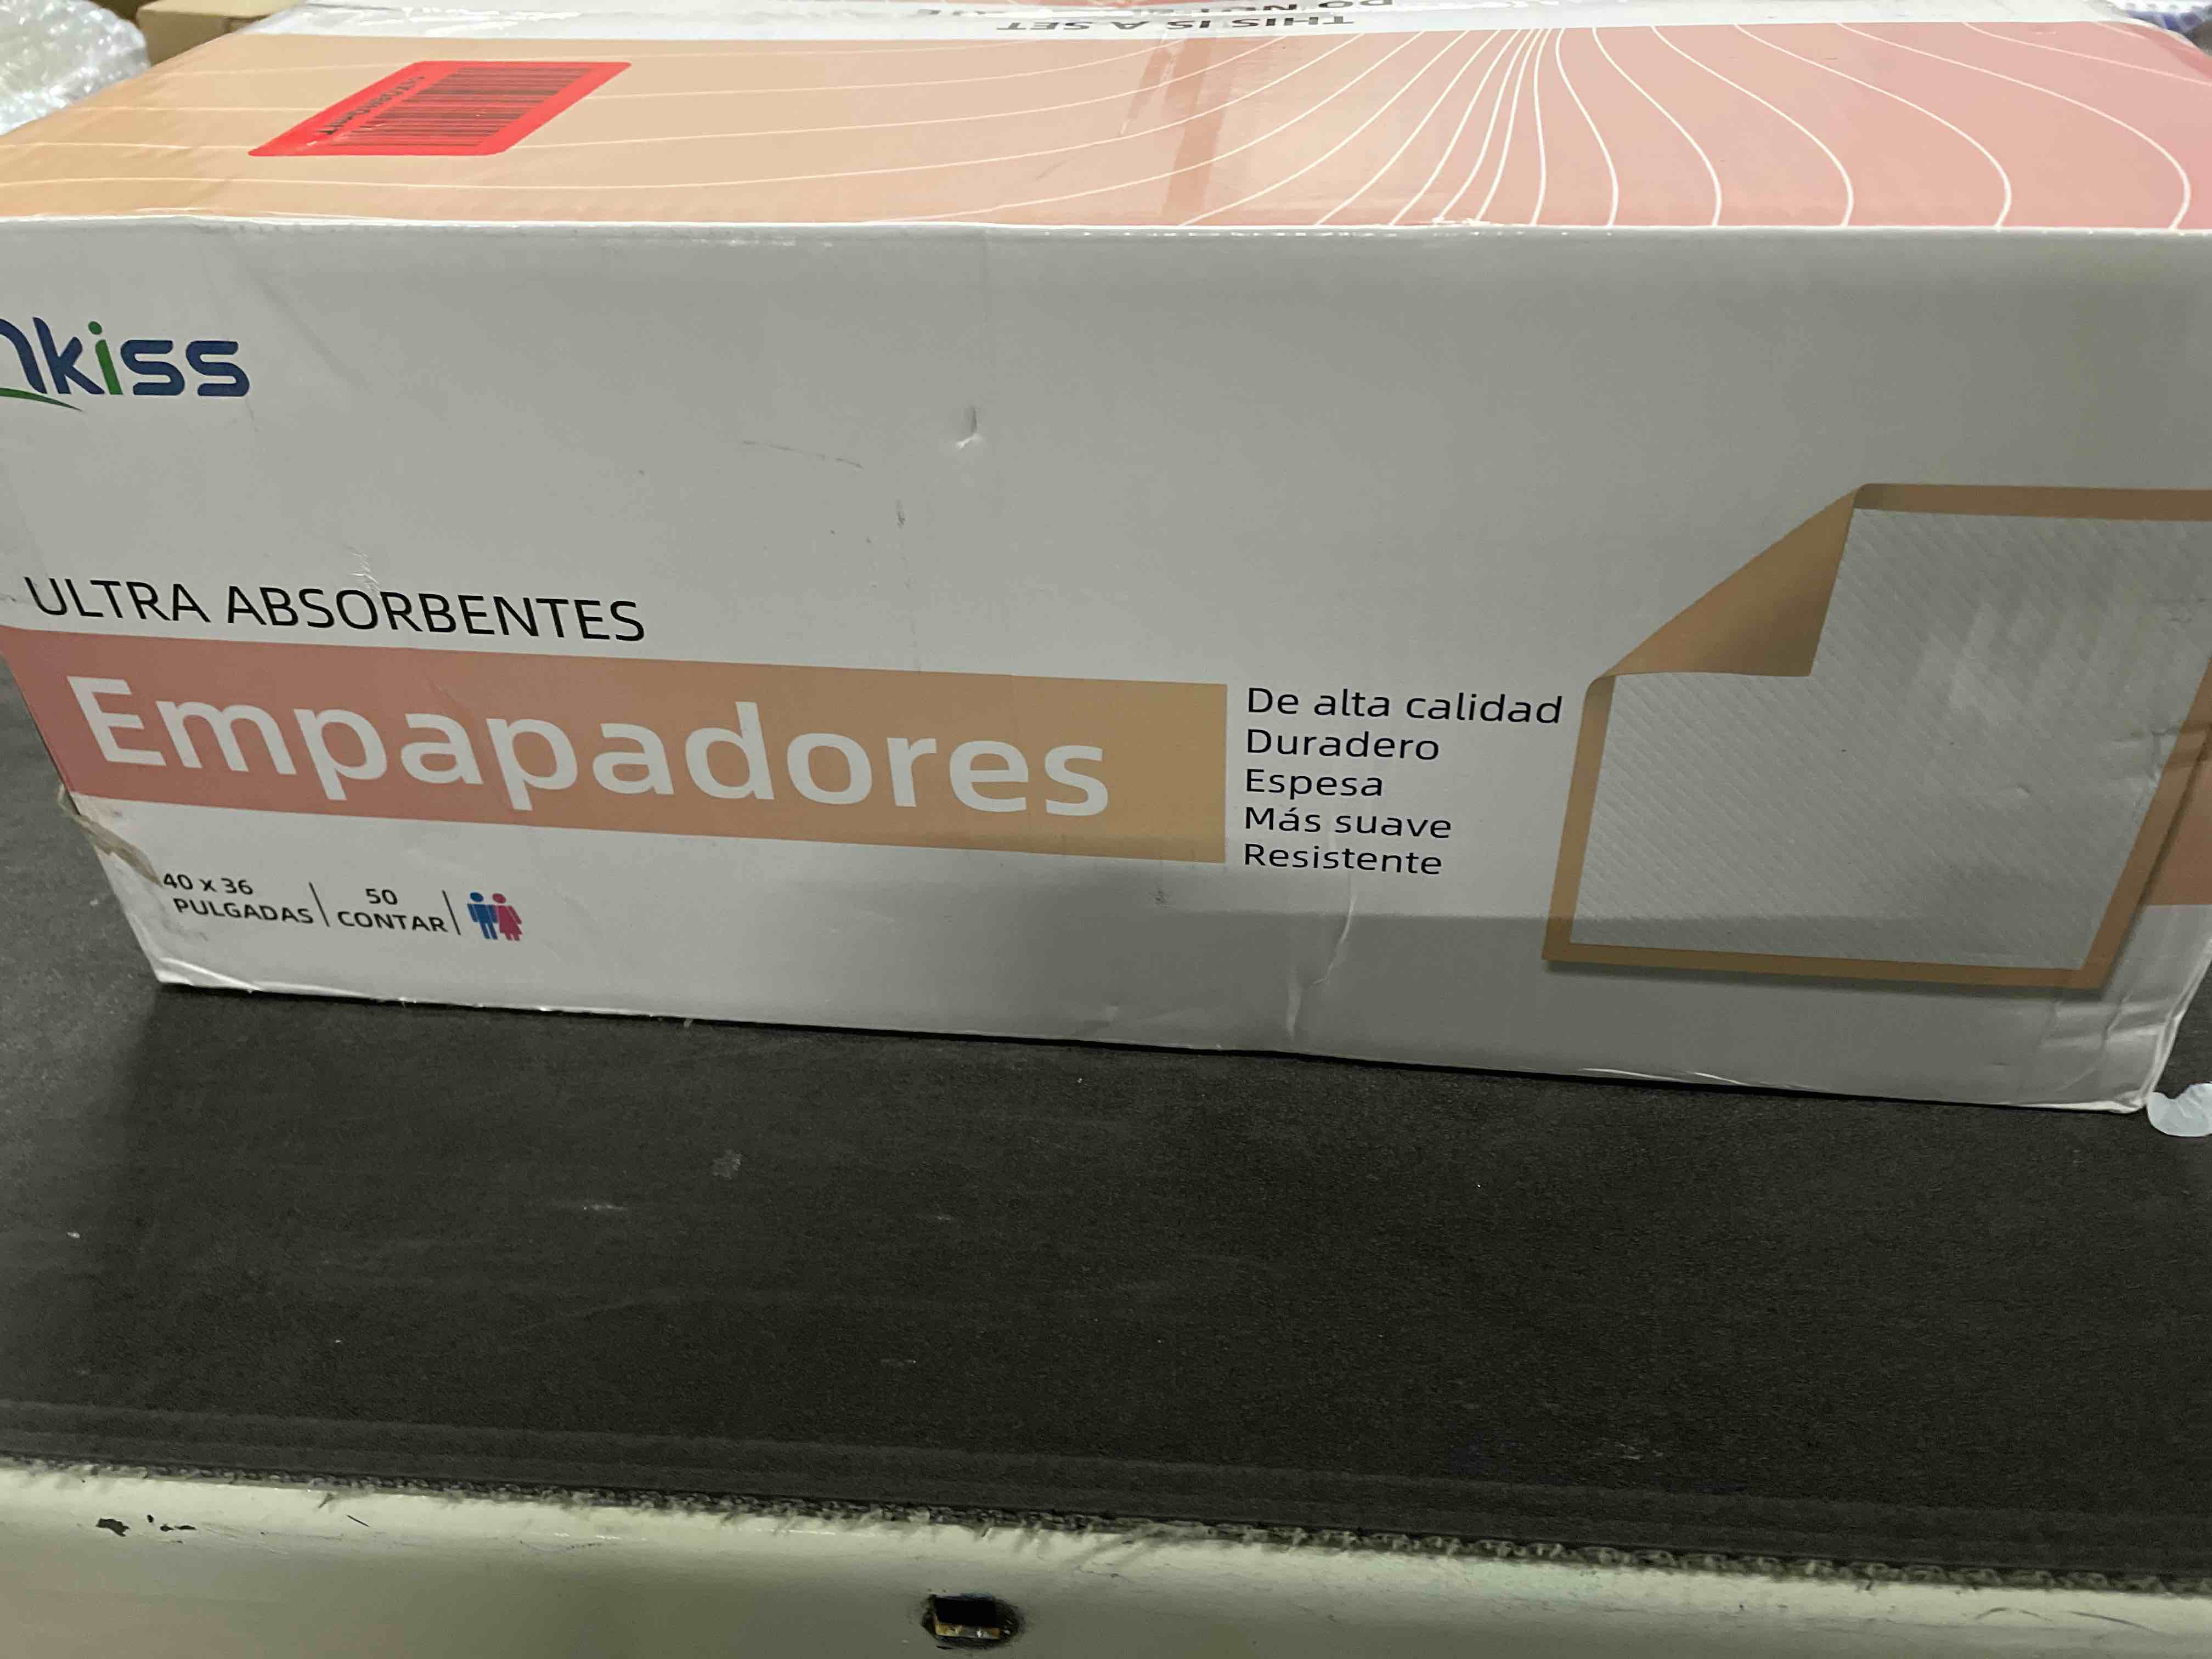 THIS IS A SET
kiss
ULTRA ABSORBENTES
Empapadores
De alta calidad
Duradero
Espesa
Más suave
Resistente
40 x 36
PULGADAS
50
CONTAR